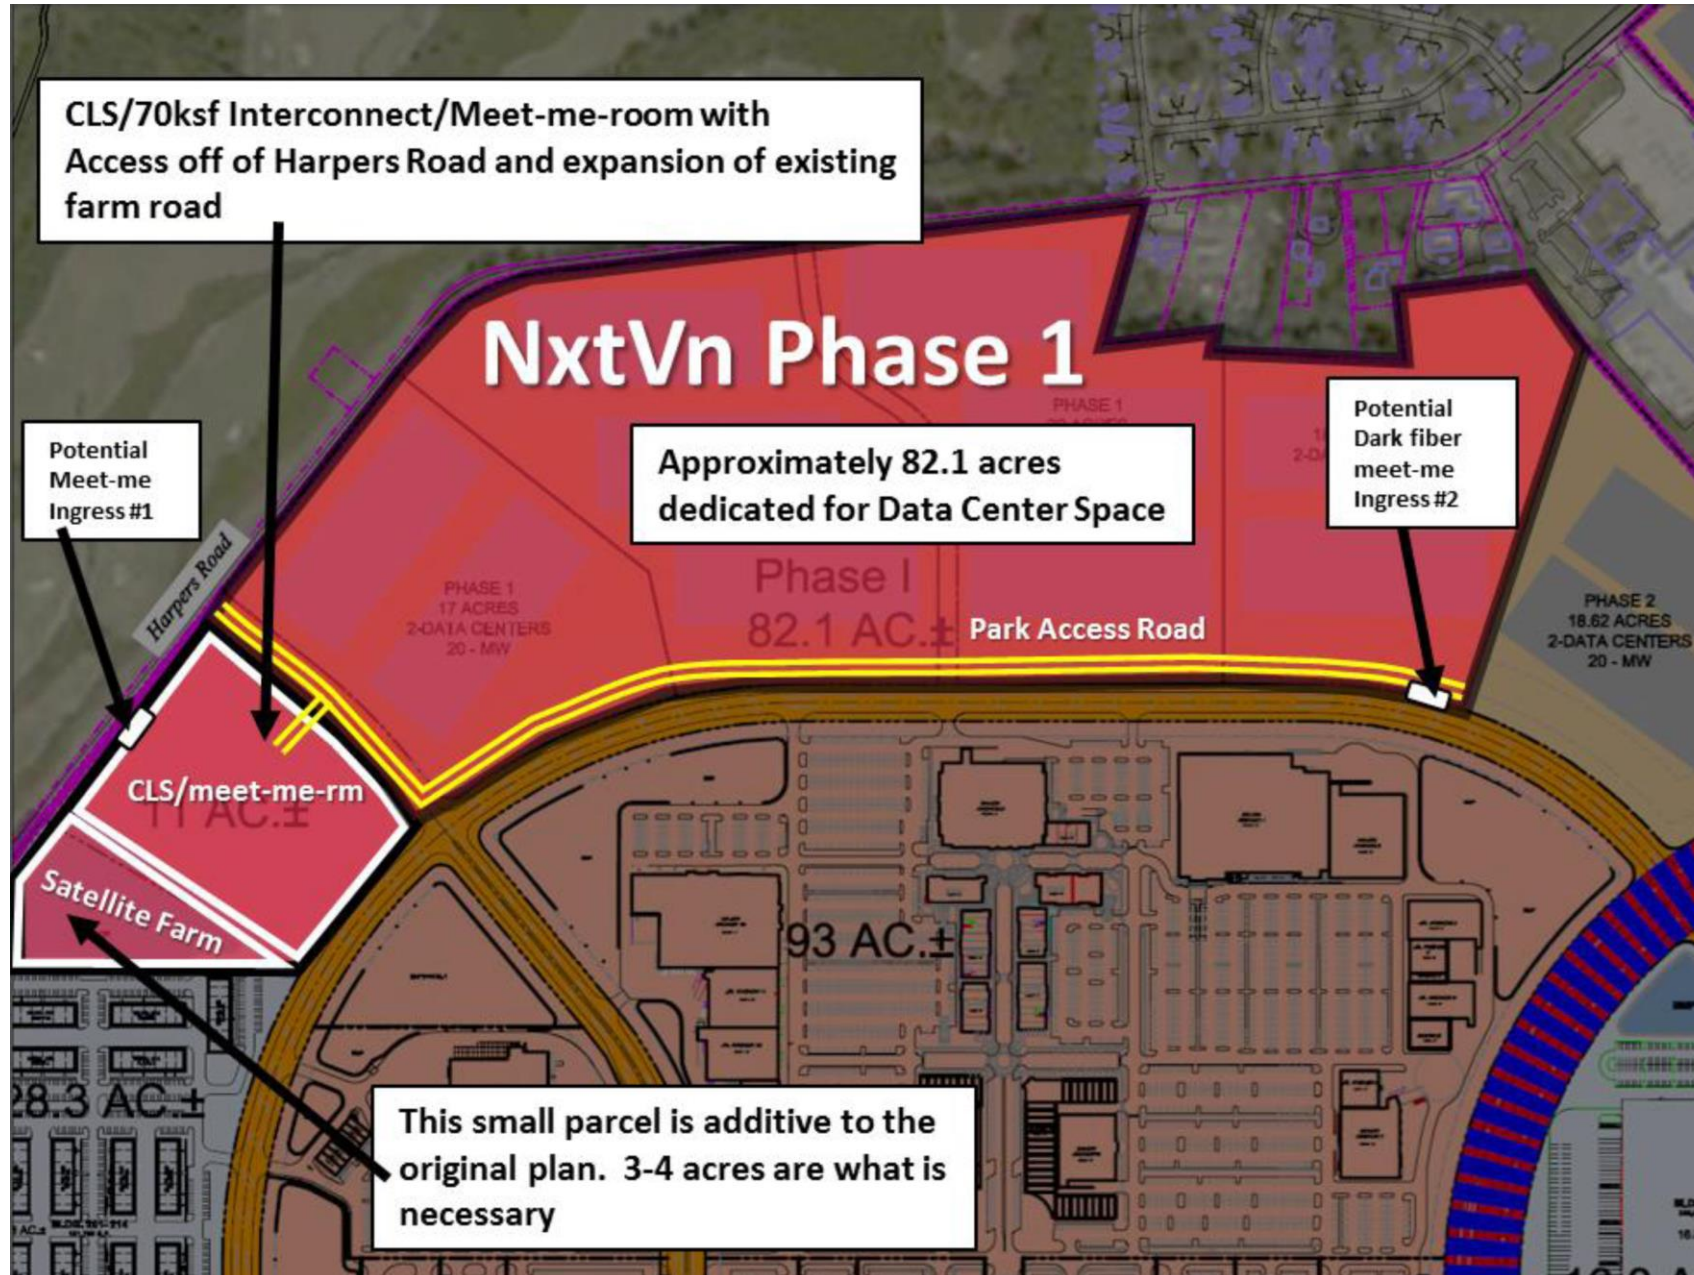 CLS/70ksf Interconnect/Meet-me-room with
Access off of Harpers Road and expansion of existing
farm road
NxtVn Phase 1
Potential
Meet-me
Ingress #1
Harpers Road
Approximately 82.1 acres
dedicated for Data Center Space
PHASE 1
Potential
Dark fiber
meet-me
Ingress #2
PHASE 1
17 ACRES
2-DATA CENTERS
20 - MW
Phase I
82.1 AC.±
Park Access Road
PHASE 2
18.62 ACRES
2-DATA CENTERS
20 - MW
CLS/meet-me-rm
11 AC.±
Satellite Farm
93 AC.±
28.3 AC.±
This small parcel is additive to the
original plan.  3-4 acres are what is
necessary